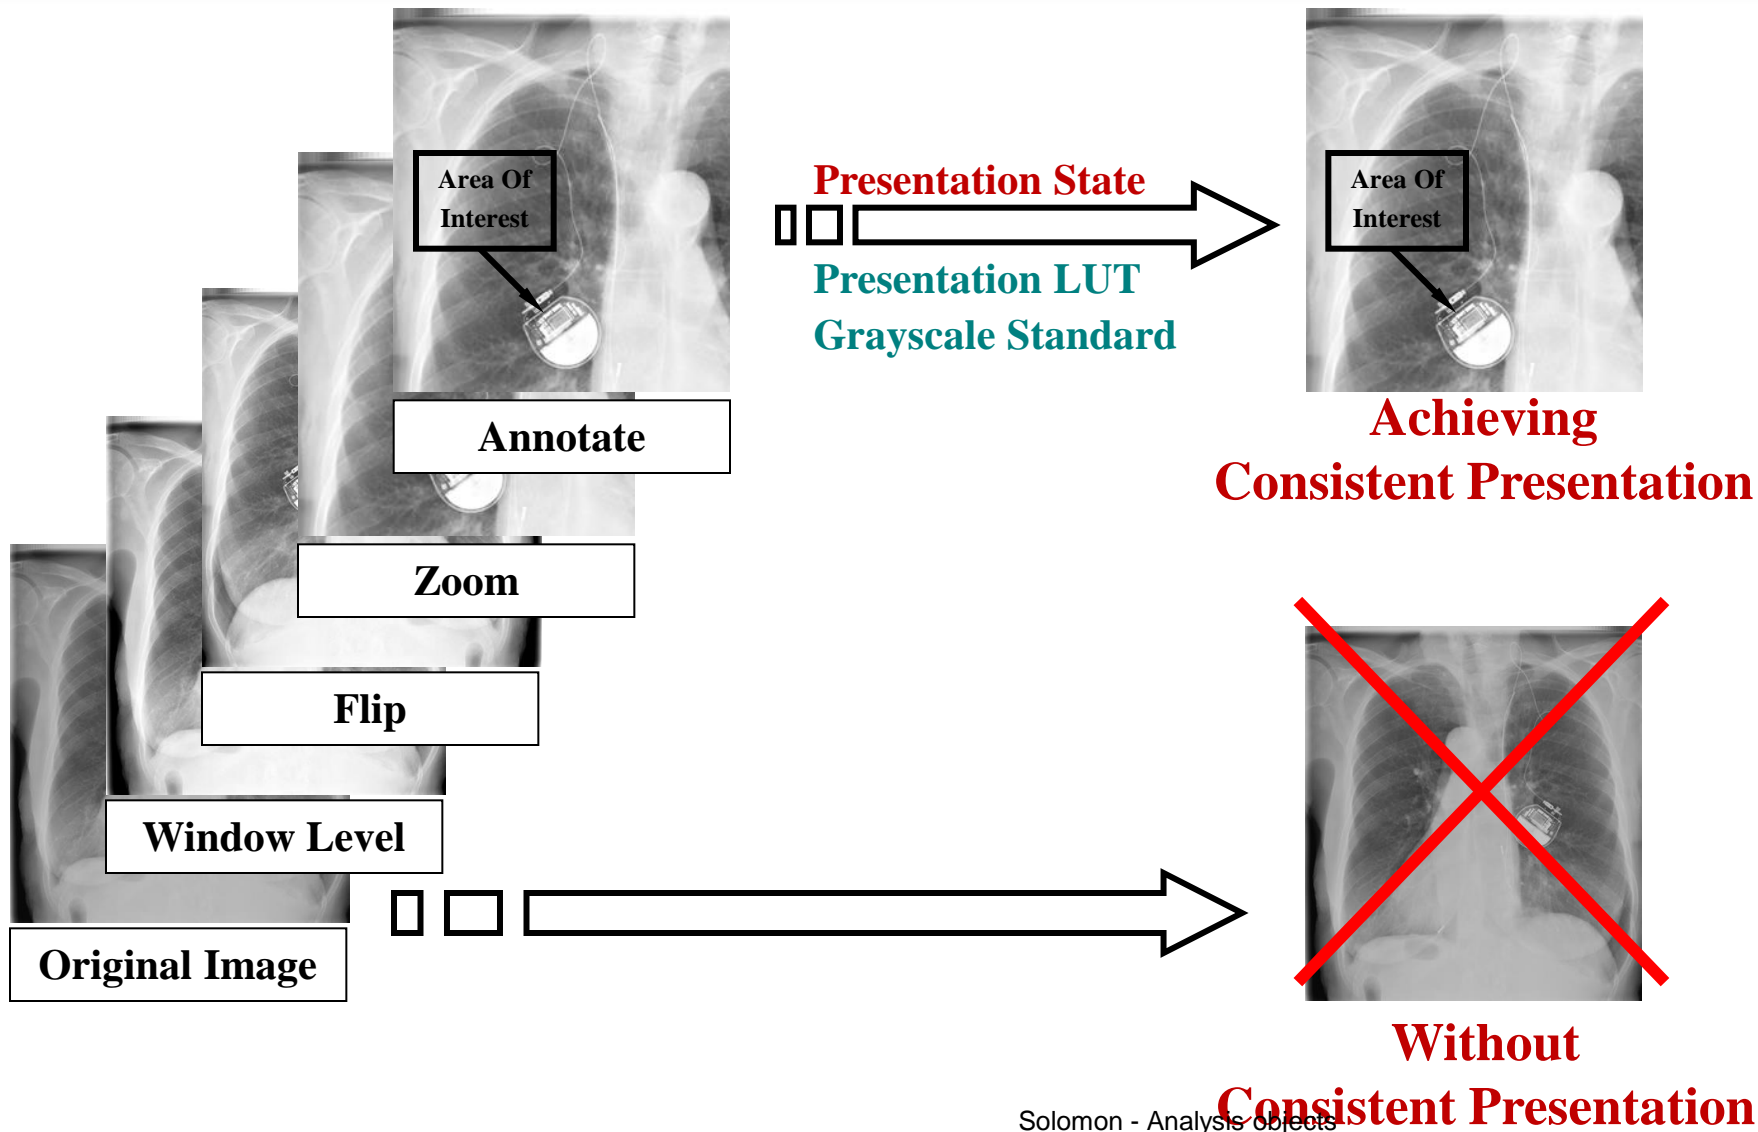 Area Of
Interest
Presentation State
Presentation LUT
Grayscale Standard
Area Of
Interest
Annotate
Achieving
Consistent Presentation
Zoom
Flip
Window Level
Original Image
Without
Consistent Presentation
Solomon - Analysis objects